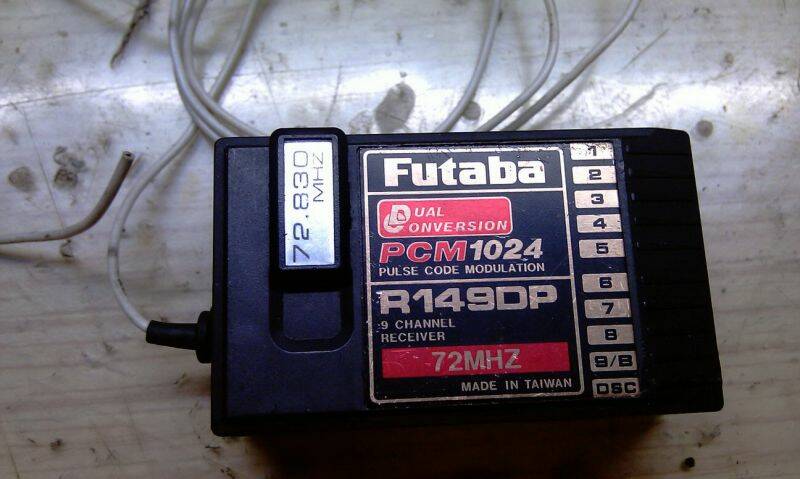 72.830
MHZ
Futaba
DUAL
CONVERSION
PCM1024
PULSE CODE MODULATION
R149DP
9 CHANNEL
RECEIVER
72MHZ
MADE IN TAIWAN
1
2
3
4
5
6
7
8
9/B
DSC